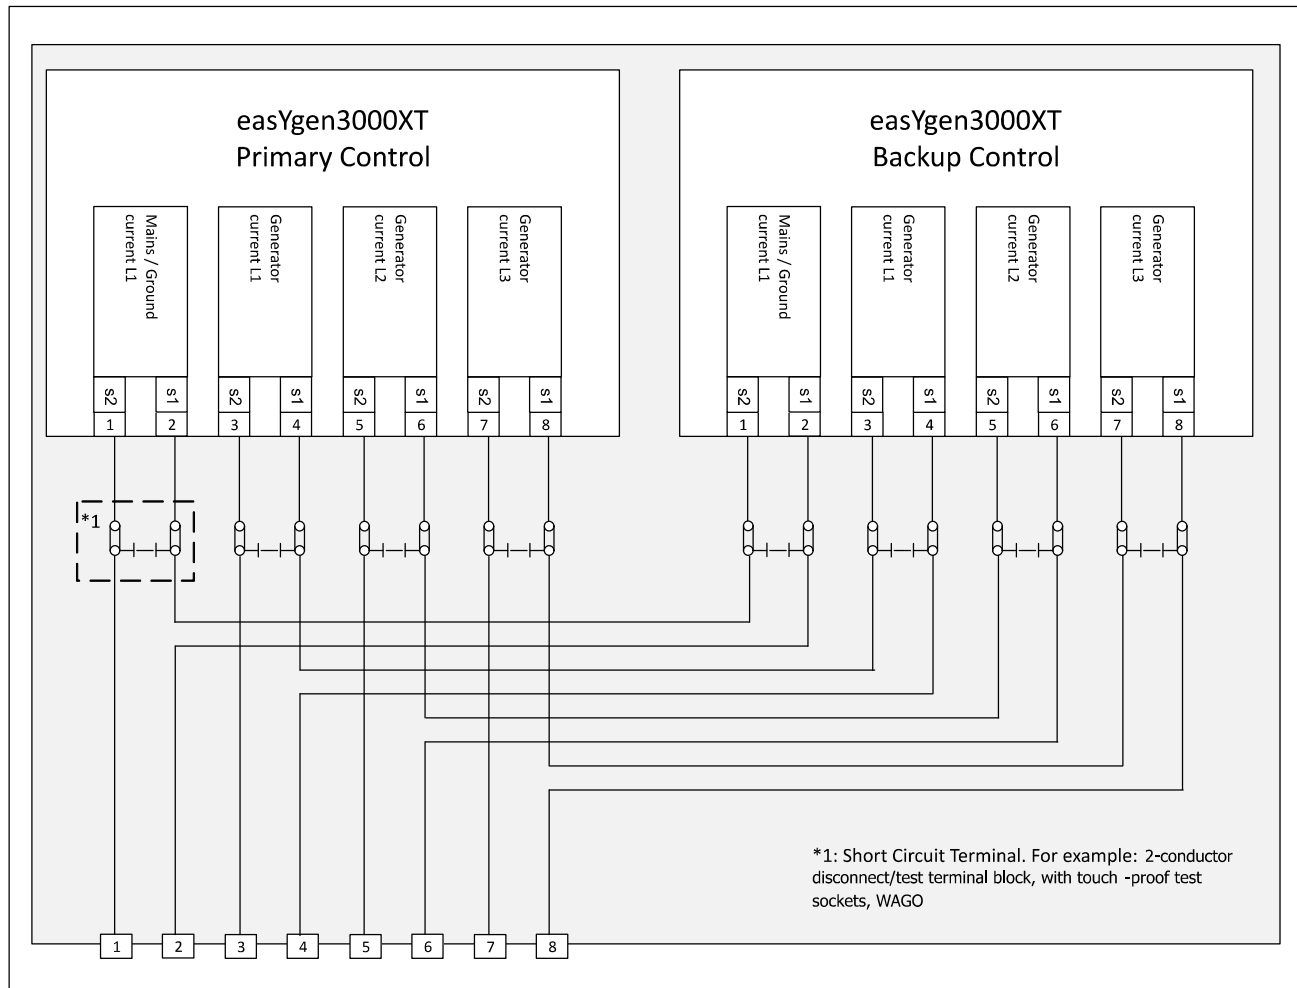 easYgen3000XT
Primary Control
Mains / Ground
current L1
Generator
current L1
Generator
current L2
Generator
current L3
s2
s1
s2
s1
s2
s1
s2
s1
1
2
3
4
5
6
7
8
easYgen3000XT
Backup Control
Mains / Ground
current L1
Generator
current L1
Generator
current L2
Generator
current L3
s2
s1
s2
s1
s2
s1
s2
s1
1
2
3
4
5
6
7
8
*1
*1: Short Circuit Terminal. For example: 2-conductor
disconnect/test terminal block, with touch -proof test
sockets, WAGO
1
2
3
4
5
6
7
8